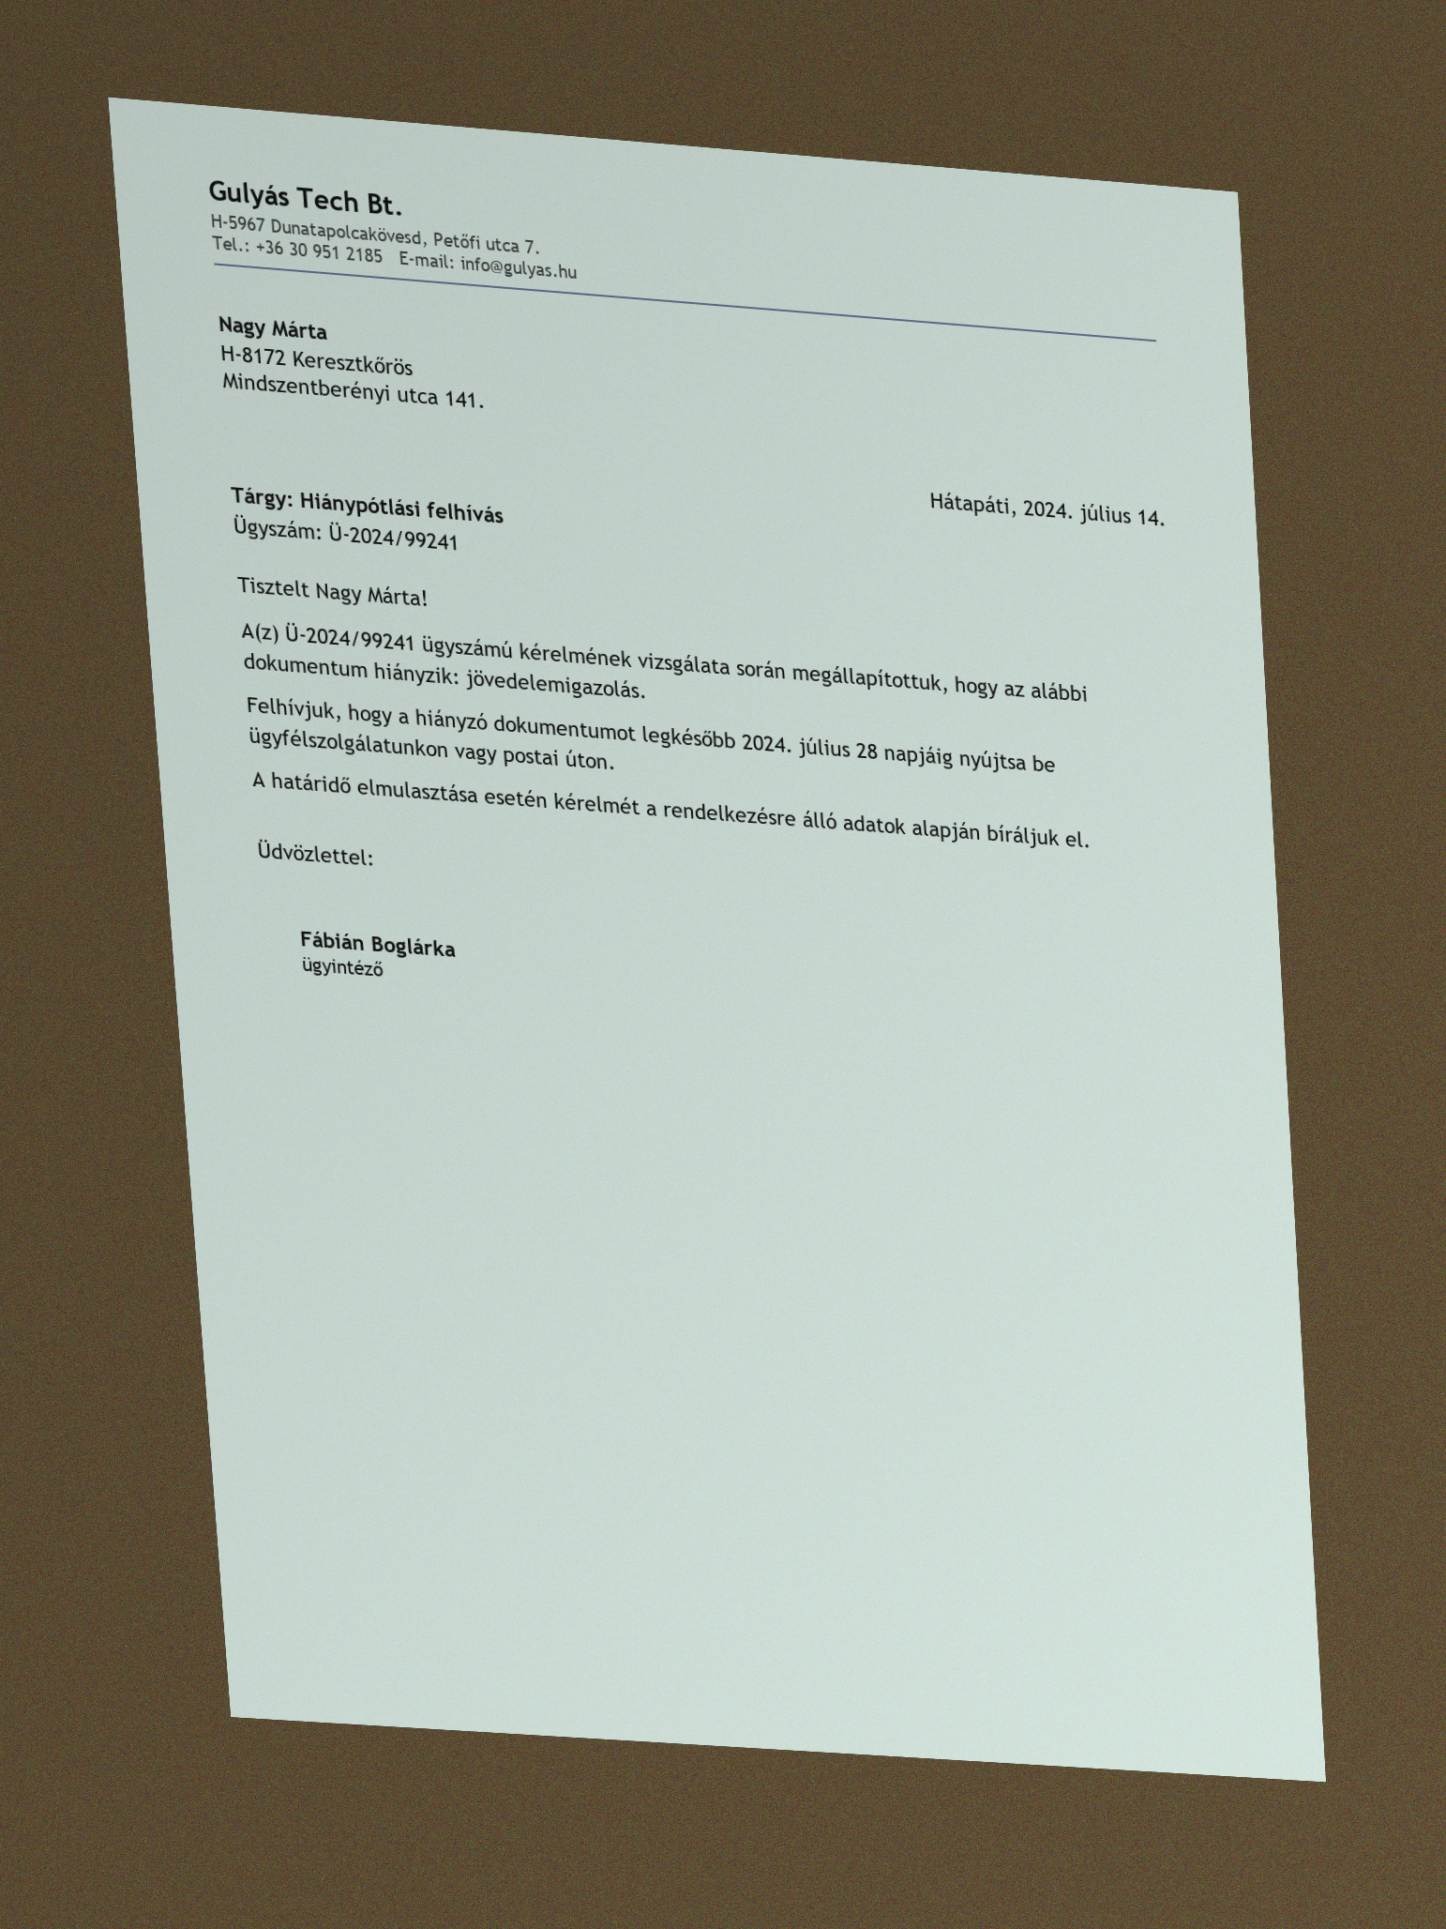 Gulyás Tech Bt.
H-5967 Dunatapolcakövesd, Petőfi utca 7.
Tel.: +36 30 951 2185 E-mail: info@gulyas.hu
Nagy Márta
H-8172 Keresztkőrös
Mindszentberényi utca 141.
Hátapáti, 2024. július 14.
Tárgy: Hiánypótlási felhívás
Ügyszám: Ü-2024/99241
Tisztelt Nagy Márta!
A(z) Ü-2024/99241 ügyszámú kérelmének vizsgálata során megállapítottuk, hogy az alábbi
dokumentum hiányzik: jövedelemigazolás.
Felhívjuk, hogy a hiányzó dokumentumot legkésőbb 2024. július 28 napjáig nyújtsa be
ügyfélszolgálatunkon vagy postai úton.
A határidő elmulasztása esetén kérelmét a rendelkezésre álló adatok alapján bíráljuk el.
Üdvözlettel:
Fábián Boglárka
ügyintéző